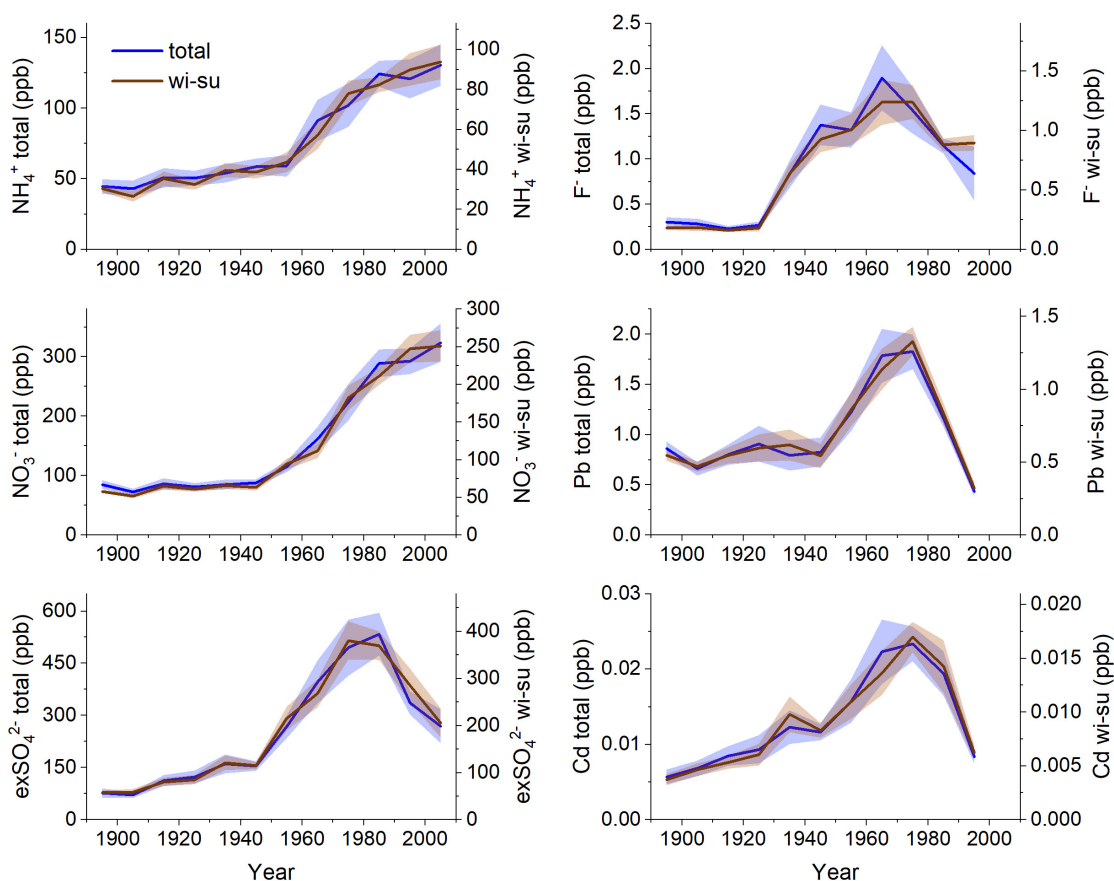 total
wi-su
NH₄⁺ total (ppb)
0
50
100
150
NH₄⁺ wi-su (ppb)
0
20
40
60
80
100
1900 1920 1940 1960 1980 2000
F⁻ total (ppb)
0.0
0.5
1.0
1.5
2.0
2.5
F⁻ wi-su (ppb)
0.0
0.5
1.0
1.5
1900 1920 1940 1960 1980 2000
NO₃⁻ total (ppb)
0
100
200
300
NO₃⁻ wi-su (ppb)
0
50
100
150
200
250
300
1900 1920 1940 1960 1980 2000
Pb total (ppb)
0.0
0.5
1.0
1.5
2.0
Pb wi-su (ppb)
0.0
0.5
1.0
1.5
1900 1920 1940 1960 1980 2000
exSO₄²⁻ total (ppb)
0
150
300
450
600
exSO₄²⁻ wi-su (ppb)
0
100
200
300
400
1900 1920 1940 1960 1980 2000
Year
Cd total (ppb)
0.00
0.01
0.02
0.03
Cd wi-su (ppb)
0.000
0.005
0.010
0.015
0.020
1900 1920 1940 1960 1980 2000
Year